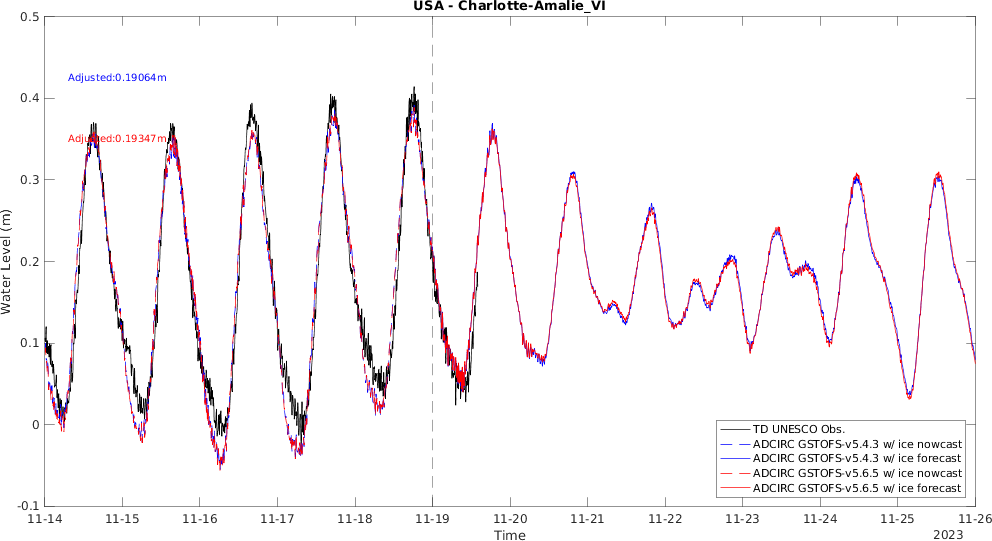 USA - Charlotte-Amalie_VI
0.5
Adjusted:0.19064m
0.4
Adjusted:0.19347m
0.3
0.2
0.1
0
-0.1
Water Level (m)
TD UNESCO Obs.
ADCIRC GSTOFS-v5.4.3 w/ ice nowcast
ADCIRC GSTOFS-v5.4.3 w/ ice forecast
ADCIRC GSTOFS-v5.6.5 w/ ice nowcast
ADCIRC GSTOFS-v5.6.5 w/ ice forecast
11-14 11-15 11-16 11-17 11-18 11-19 11-20 11-21 11-22 11-23 11-24 11-25 11-26
Time
2023